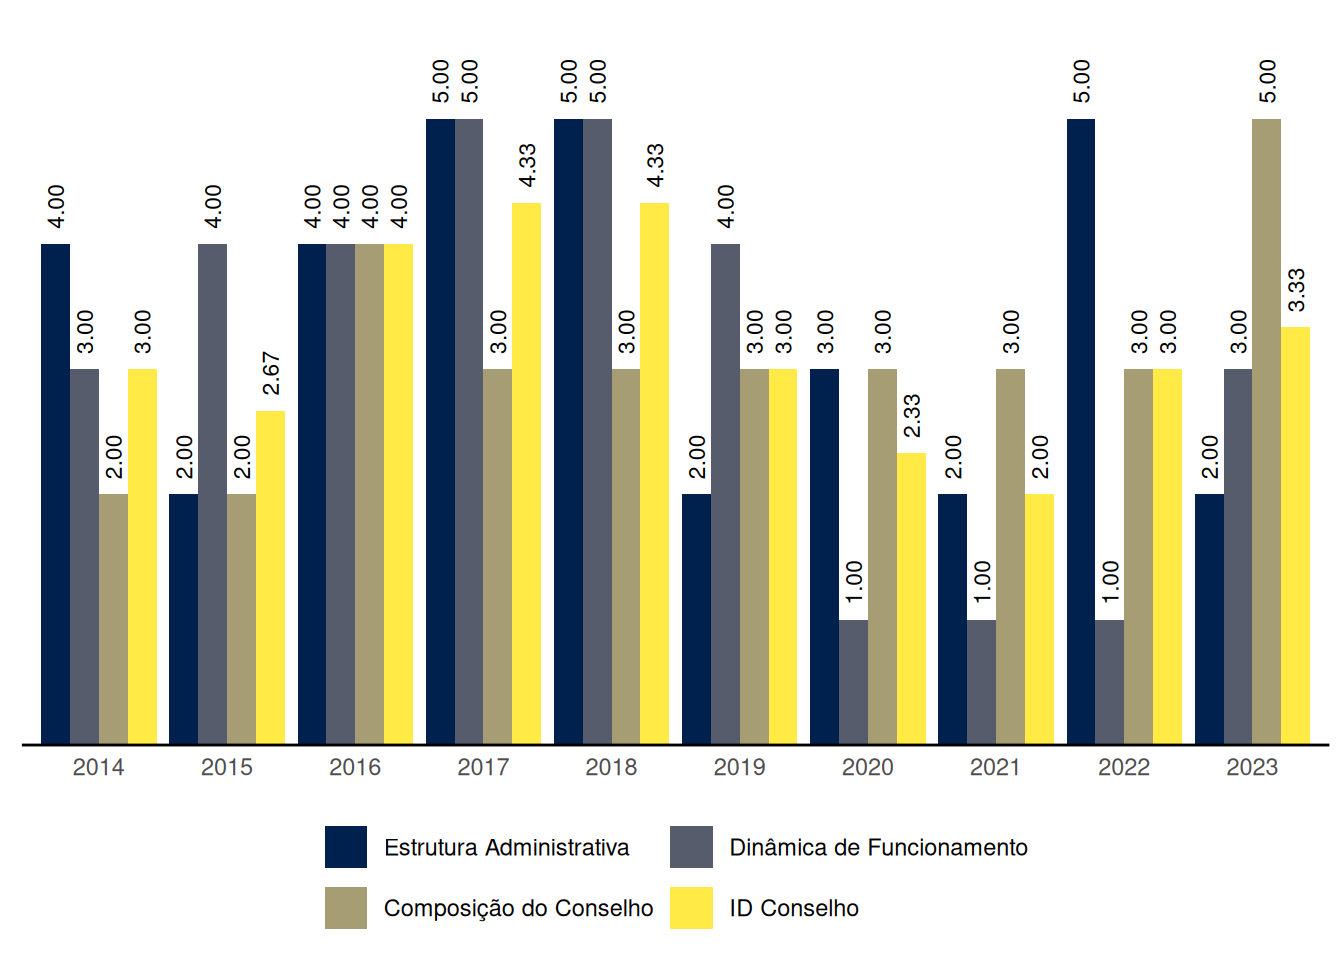 4.00 3.00 2.00 3.00
2.00 4.00 2.00 2.67
4.00 4.00 4.00 4.00
5.00 5.00 3.00 4.33
5.00 5.00 3.00 4.33
2.00 4.00 3.00 3.00
3.00 1.00 3.00 2.33
2.00 1.00 3.00 2.00
5.00 1.00 3.00 3.00
2.00 3.00 5.00 3.33
2014 2015 2016 2017 2018 2019 2020 2021 2022 2023
Estrutura Administrativa Dinâmica de Funcionamento
Composição do Conselho ID Conselho